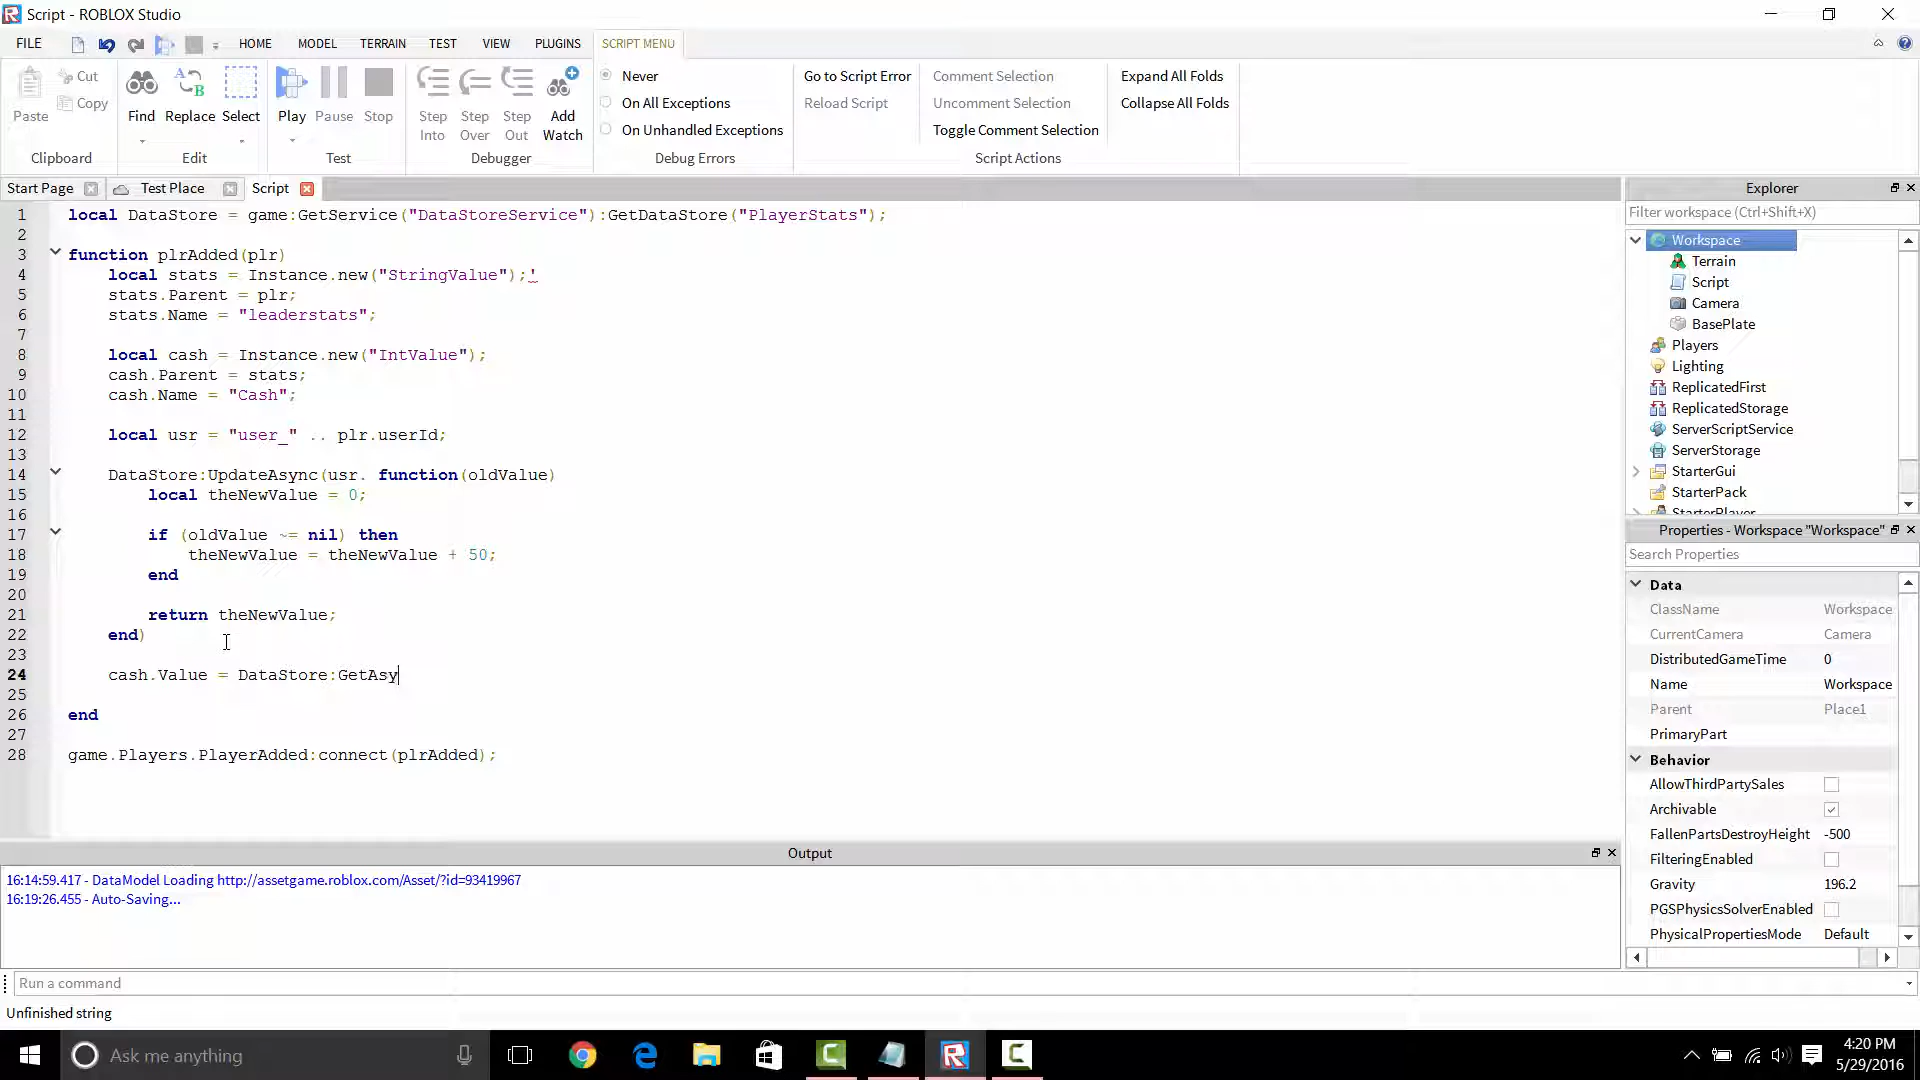 Script - ROBLOX Studio
FILE HOME MODEL TERRAIN TEST VIEW PLUGINS SCRIPT MENU
Paste Cut Copy
Clipboard
Find Replace Select
Edit
Play Pause Stop
Test
Step Into Step Over Step Out Add Watch
Debugger
Never
On All Exceptions
On Unhandled Exceptions
Debug Errors
Go to Script Error
Reload Script
Comment Selection
Uncomment Selection
Toggle Comment Selection
Script Actions
Expand All Folds
Collapse All Folds
Start Page Test Place Script
1 local DataStore = game:GetService("DataStoreService"):GetDataStore("PlayerStats");
2
3 function plrAdded(plr)
4 local stats = Instance.new("StringValue");'
5 stats.Parent = plr;
6 stats.Name = "leaderstats";
7
8 local cash = Instance.new("IntValue");
9 cash.Parent = stats;
10 cash.Name = "Cash";
11
12 local usr = "user_" .. plr.userId;
13
14 DataStore:UpdateAsync(usr. function(oldValue)
15 local theNewValue = 0;
16
17 if (oldValue ~= nil) then
18 theNewValue = theNewValue + 50;
19 end
20
21 return theNewValue;
22 end)
23
24 cash.Value = DataStore:GetAsy
25
26 end
27
28 game.Players.PlayerAdded:connect(plrAdded);
Explorer
Filter workspace (Ctrl+Shift+X)
Workspace
Terrain
Script
Camera
BasePlate
Players
Lighting
ReplicatedFirst
ReplicatedStorage
ServerScriptService
ServerStorage
StarterGui
StarterPack
StarterPlayer
Properties - Workspace "Workspace"
Search Properties
Data
ClassName Workspace
CurrentCamera Camera
DistributedGameTime 0
Name Workspace
Parent Place1
PrimaryPart
Behavior
AllowThirdPartySales
Archivable
FallenPartsDestroyHeight -500
FilteringEnabled
Gravity 196.2
PGSPhysicsSolverEnabled
PhysicalPropertiesMode Default
Output
16:14:59.417 - DataModel Loading http://assetgame.roblox.com/Asset/?id=93419967
16:19:26.455 - Auto-Saving...
Run a command
Unfinished string
Ask me anything
4:20 PM
5/29/2016